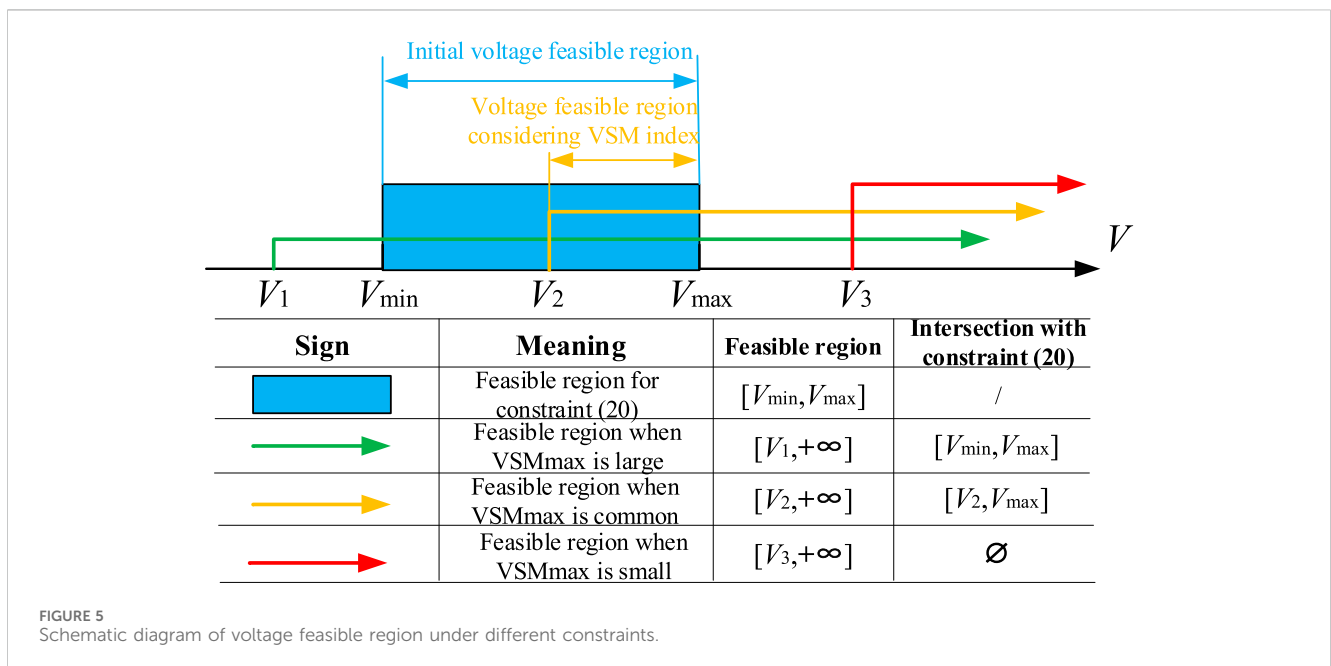 Initial voltage feasible region
Voltage feasible region
considering VSM index
V
V1 Vmin V2 Vmax V3
Sign Meaning Feasible region Intersection with
constraint (20)
Feasible region for
constraint (20) [Vmin,Vmax] /
Feasible region when
VSMmax is large [V1,+∞] [Vmin,Vmax]
Feasible region when
VSMmax is common [V2,+∞] [V2,Vmax]
Feasible region when
VSMmax is small [V3,+∞] ∅
FIGURE 5
Schematic diagram of voltage feasible region under different constraints.